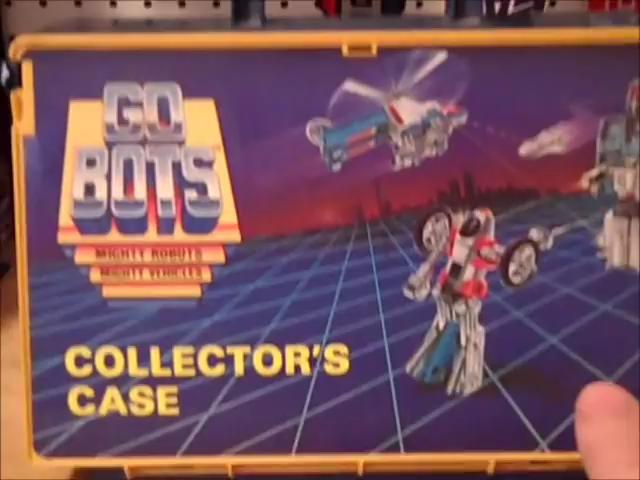 GO
BOTS
MIGHTY ROBOTS
MIGHTY VEHICLES
COLLECTOR'S
CASE